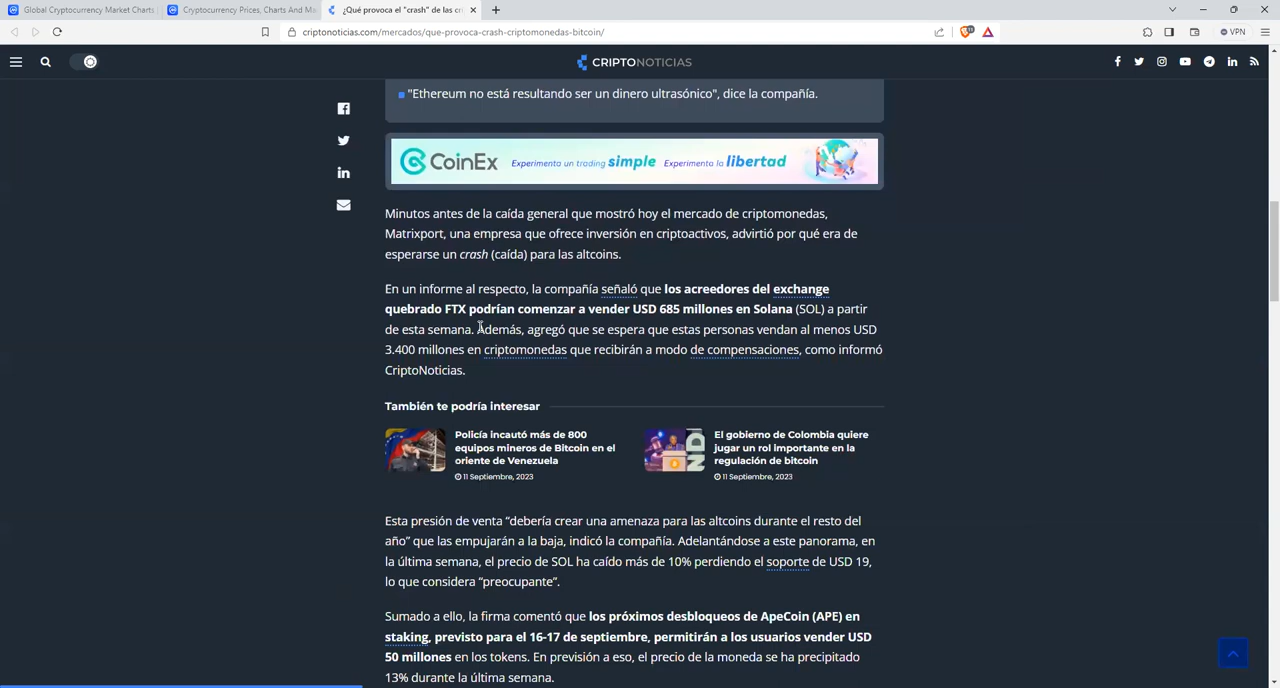 Global Cryptocurrency Market Charts
Cryptocurrency Prices, Charts And Ma
¿Qué provoca el "crash" de las cri
criptonoticias.com/mercados/que-provoca-crash-criptomonedas-bitcoin/
VPN
CRIPTONOTICIAS
"Ethereum no está resultando ser un dinero ultrasónico", dice la compañía.
CoinEx Experimenta un trading simple Experimenta la libertad
Minutos antes de la caída general que mostró hoy el mercado de criptomonedas,
Matrixport, una empresa que ofrece inversión en criptoactivos, advirtió por qué era de
esperarse un crash (caída) para las altcoins.
En un informe al respecto, la compañía señaló que los acreedores del exchange
quebrado FTX podrían comenzar a vender USD 685 millones en Solana (SOL) a partir
de esta semana. Además, agregó que se espera que estas personas vendan al menos USD
3.400 millones en criptomonedas que recibirán a modo de compensaciones, como informó
CriptoNoticias.
También te podría interesar
Policía incautó más de 800
equipos mineros de Bitcoin en el
oriente de Venezuela
11 Septiembre, 2023
El gobierno de Colombia quiere
jugar un rol importante en la
regulación de bitcoin
11 Septiembre, 2023
Esta presión de venta “debería crear una amenaza para las altcoins durante el resto del
año” que las empujarán a la baja, indicó la compañía. Adelantándose a este panorama, en
la última semana, el precio de SOL ha caído más de 10% perdiendo el soporte de USD 19,
lo que considera “preocupante”.
Sumado a ello, la firma comentó que los próximos desbloqueos de ApeCoin (APE) en
staking, previsto para el 16-17 de septiembre, permitirán a los usuarios vender USD
50 millones en los tokens. En previsión a eso, el precio de la moneda se ha precipitado
13% durante la última semana.